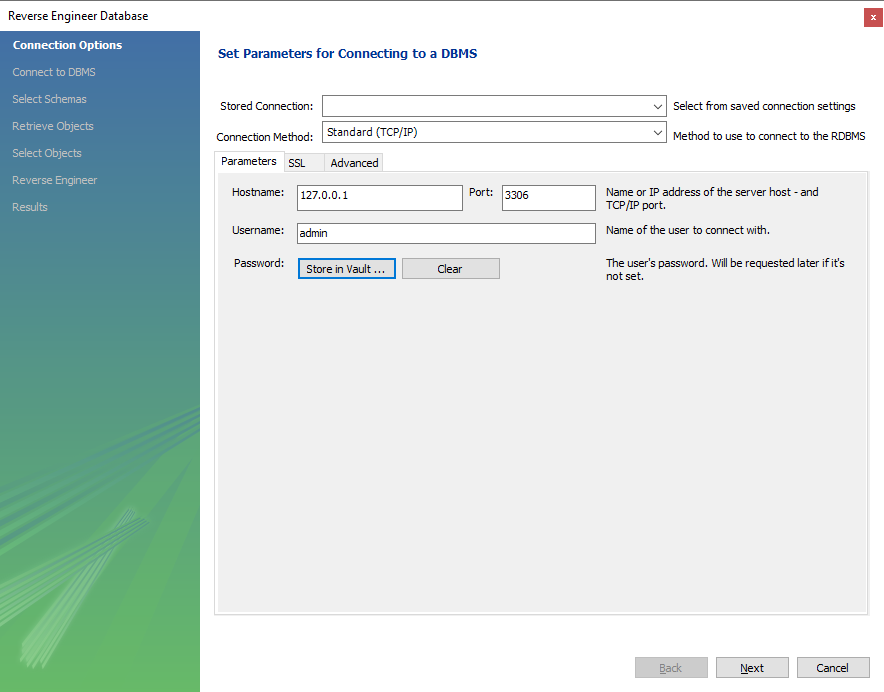 Reverse Engineer Database
x
Connection Options
Connect to DBMS
Select Schemas
Retrieve Objects
Select Objects
Reverse Engineer
Results
Set Parameters for Connecting to a DBMS
Stored Connection:
Select from saved connection settings
Connection Method: Standard (TCP/IP)
Method to use to connect to the RDBMS
Parameters SSL Advanced
Hostname: 127.0.0.1 Port: 3306
Name or IP address of the server host - and
TCP/IP port.
Username: admin
Name of the user to connect with.
Password: Store in Vault ... Clear
The user's password. Will be requested later if it's
not set.
Back Next Cancel